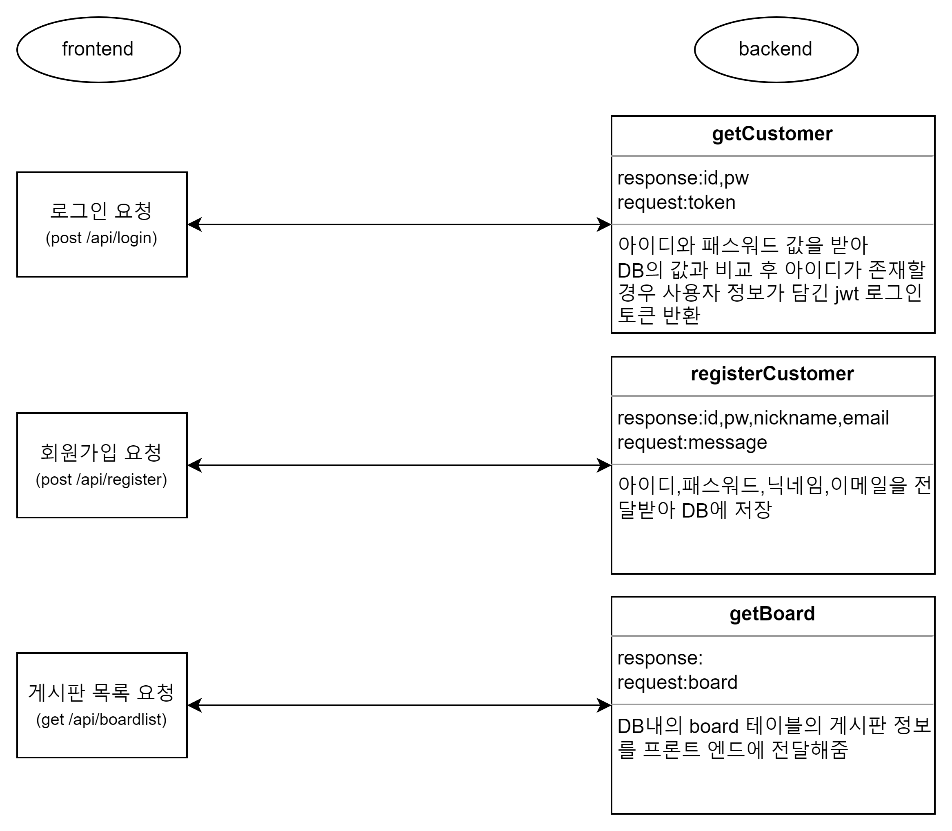 frontend
backend
로그인 요청
(post /api/login)
getCustomer
response:id,pw
request:token
아이디와 패스워드 값을 받아
DB의 값과 비교 후 아이디가 존재할
경우 사용자 정보가 담긴 jwt 로그인
토큰 반환
회원가입 요청
(post /api/register)
registerCustomer
response:id,pw,nickname,email
request:message
아이디,패스워드,닉네임,이메일을 전
달받아 DB에 저장
게시판 목록 요청
(get /api/boardlist)
getBoard
response:
request:board
DB내의 board 테이블의 게시판 정보
를 프론트 엔드에 전달해줌